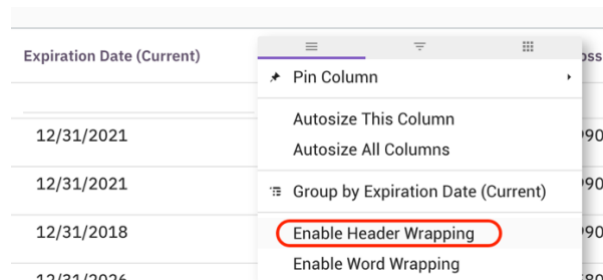 Expiration Date (Current)
Pin Column
Autosize This Column
Autosize All Columns
12/31/2021
12/31/2021
Group by Expiration Date (Current)
12/31/2018
Enable Header Wrapping
Enable Word Wrapping